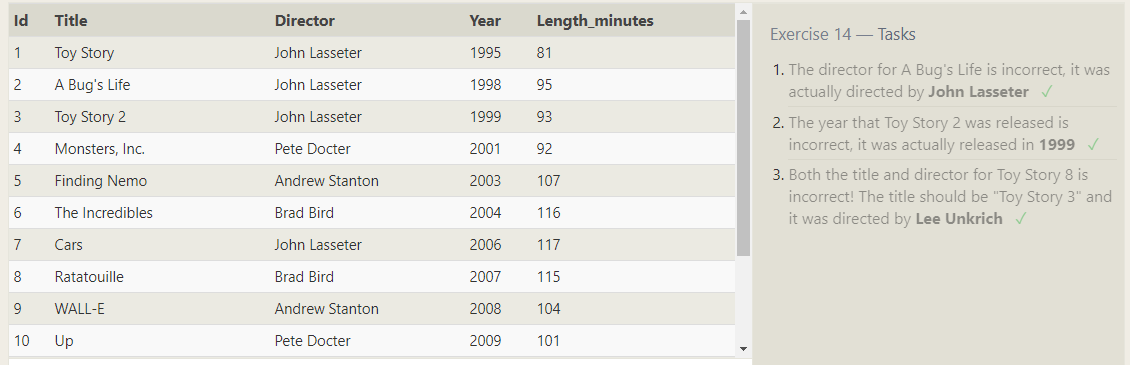 Id Title Director Year Length_minutes
1 Toy Story John Lasseter 1995 81
2 A Bug's Life John Lasseter 1998 95
3 Toy Story 2 John Lasseter 1999 93
4 Monsters, Inc. Pete Docter 2001 92
5 Finding Nemo Andrew Stanton 2003 107
6 The Incredibles Brad Bird 2004 116
7 Cars John Lasseter 2006 117
8 Ratatouille Brad Bird 2007 115
9 WALL-E Andrew Stanton 2008 104
10 Up Pete Docter 2009 101
Exercise 14 — Tasks
1. The director for A Bug's Life is incorrect, it was
actually directed by John Lasseter ✓
2. The year that Toy Story 2 was released is
incorrect, it was actually released in 1999 ✓
3. Both the title and director for Toy Story 8 is
incorrect! The title should be "Toy Story 3" and
it was directed by Lee Unkrich ✓